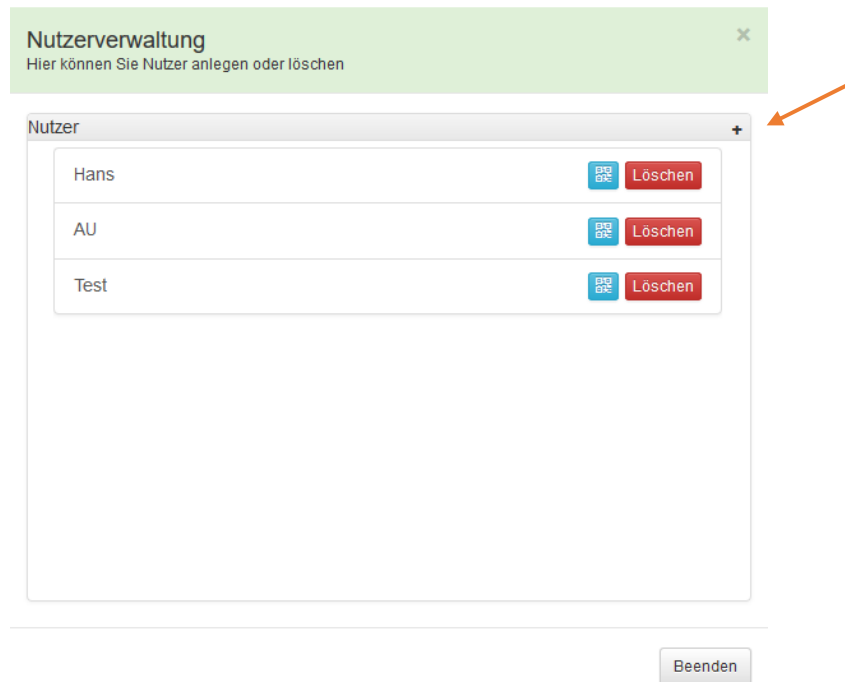 Nutzerverwaltung
×
Hier können Sie Nutzer anlegen oder löschen
Nutzer +
Hans Löschen
AU Löschen
Test Löschen
Beenden